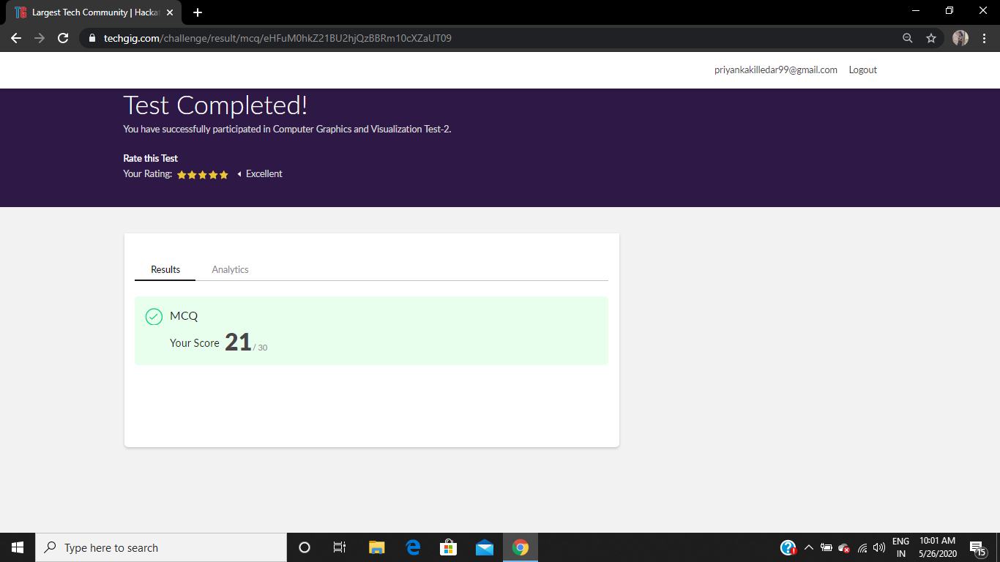 TG Largest Tech Community | Hacka
techgig.com/challenge/result/mcq/eHFuM0hkZ21BU2hjQzBBRm10cXZaUT09
priyankakilledar99@gmail.com Logout
Test Completed!
You have successfully participated in Computer Graphics and Visualization Test-2.
Rate this Test
Your Rating: Excellent
Results Analytics
MCQ
Your Score 21 / 30
Type here to search
ENG 10:01 AM
IN 5/26/2020 15